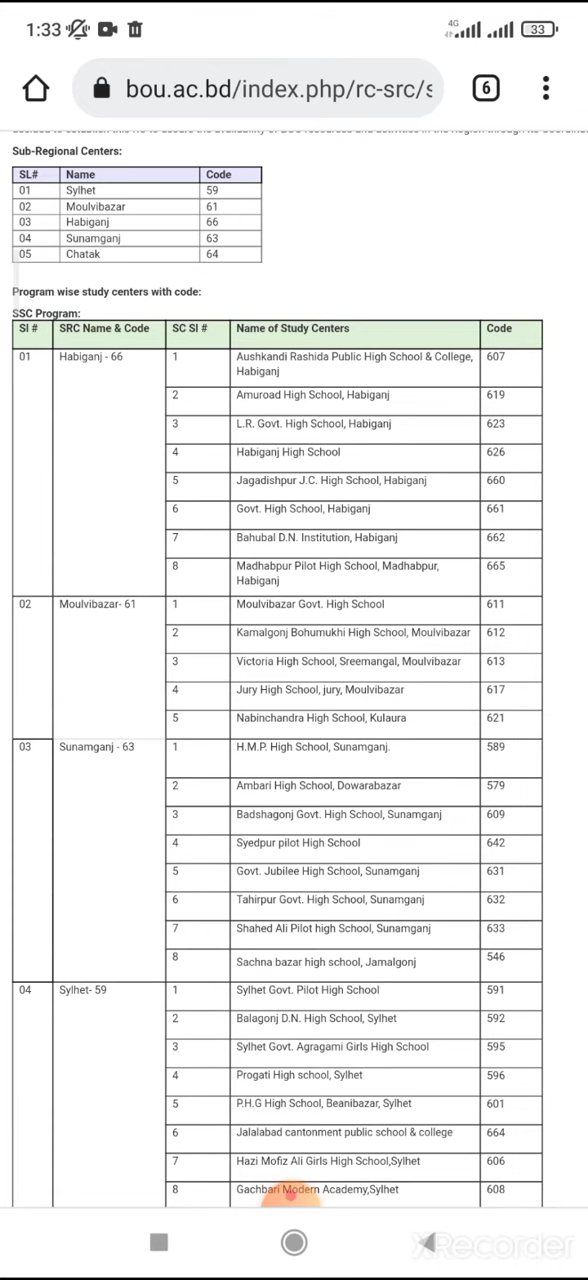 1:33
4G
33
bou.ac.bd/index.php/rc-src/s
6
Sub-Regional Centers:
SL# Name Code
01 Sylhet 59
02 Moulvibazar 61
03 Habiganj 66
04 Sunamganj 63
05 Chatak 64
Program wise study centers with code:
SSC Program:
Sl # SRC Name & Code SC Sl # Name of Study Centers Code
01 Habiganj - 66 1 Aushkandi Rashida Public High School & College, 607
Habiganj
2 Amuroad High School, Habiganj 619
3 L.R. Govt. High School, Habiganj 623
4 Habiganj High School 626
5 Jagadishpur J.C. High School, Habiganj 660
6 Govt. High School, Habiganj 661
7 Bahubal D.N. Institution, Habiganj 662
8 Madhabpur Pilot High School, Madhabpur, 665
Habiganj
02 Moulvibazar- 61 1 Moulvibazar Govt. High School 611
2 Kamalgonj Bohumukhi High School, Moulvibazar 612
3 Victoria High School, Sreemangal, Moulvibazar 613
4 Jury High School, jury, Moulvibazar 617
5 Nabinchandra High School, Kulaura 621
03 Sunamganj - 63 1 H.M.P. High School, Sunamganj. 589
2 Ambari High School, Dowarabazar 579
3 Badshagonj Govt. High School, Sunamganj 609
4 Syedpur pilot High School 642
5 Govt. Jubilee High School, Sunamganj 631
6 Tahirpur Govt. High School, Sunamganj 632
7 Shahed Ali Pilot high School, Sunamganj 633
8 Sachna bazar high school, Jamalgonj 546
04 Sylhet- 59 1 Sylhet Govt. Pilot High School 591
2 Balagonj D.N. High School, Sylhet 592
3 Sylhet Govt. Agragami Girls High School 595
4 Progati High school, Sylhet 596
5 P.H.G High School, Beanibazar, Sylhet 601
6 Jalalabad cantonment public school & college 664
7 Hazi Mofiz Ali Girls High School,Sylhet 606
8 Gachbari Modern Academy,Sylhet 608
XRecorder